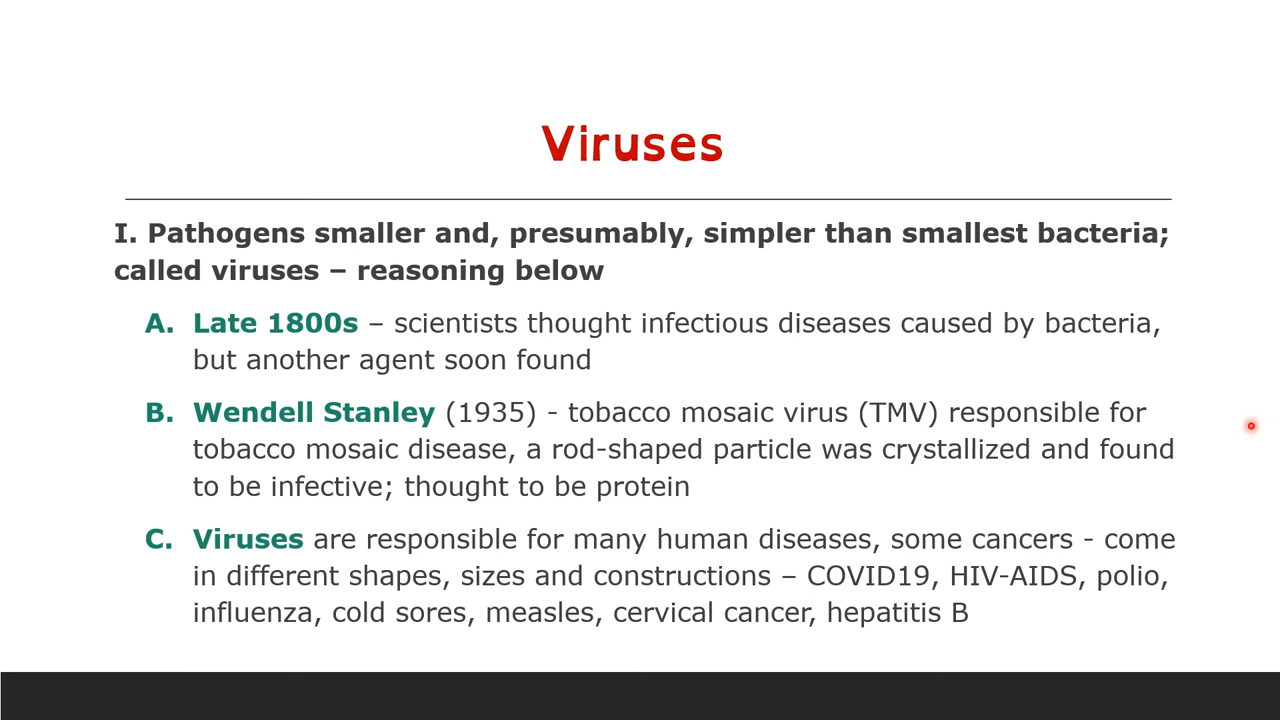 Viruses
I. Pathogens smaller and, presumably, simpler than smallest bacteria;
called viruses – reasoning below
A. Late 1800s – scientists thought infectious diseases caused by bacteria,
but another agent soon found
B. Wendell Stanley (1935) - tobacco mosaic virus (TMV) responsible for
tobacco mosaic disease, a rod-shaped particle was crystallized and found
to be infective; thought to be protein
C. Viruses are responsible for many human diseases, some cancers - come
in different shapes, sizes and constructions – COVID19, HIV-AIDS, polio,
influenza, cold sores, measles, cervical cancer, hepatitis B